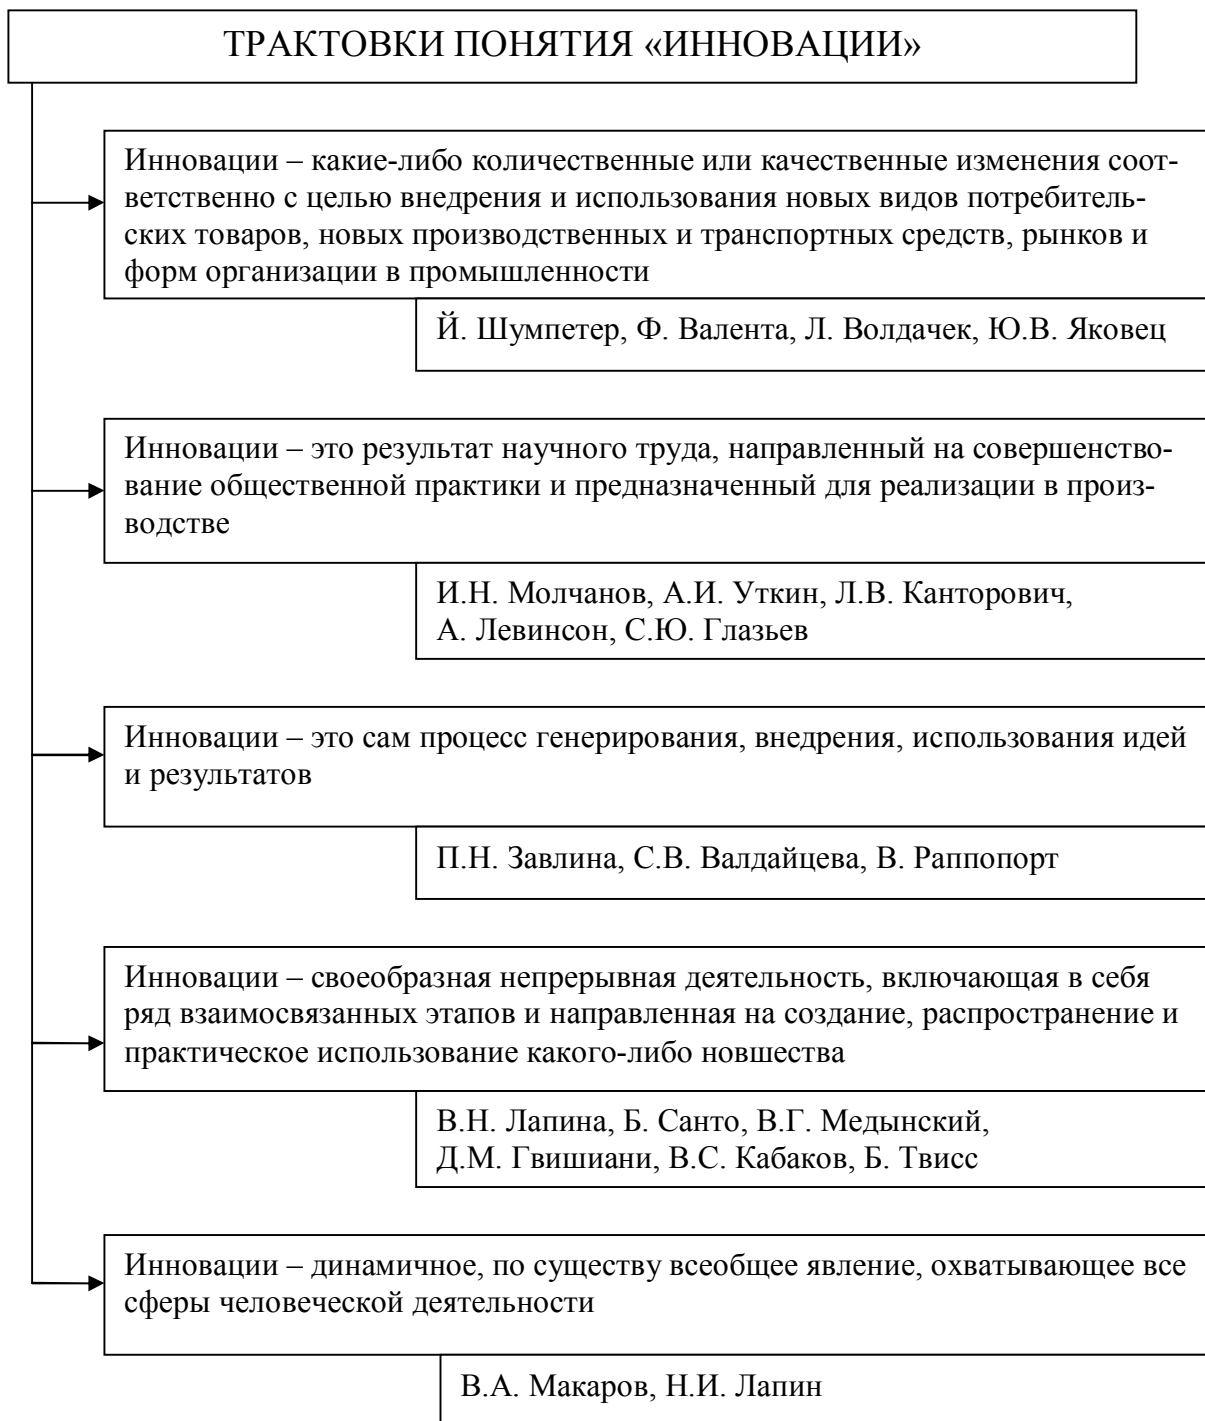 ТРАКТОВКИ ПОНЯТИЯ «ИННОВАЦИИ»
Инновации – какие-либо количественные или качественные изменения соот-
ветственно с целью внедрения и использования новых видов потребитель-
ских товаров, новых производственных и транспортных средств, рынков и
форм организации в промышленности
Й. Шумпетер, Ф. Валента, Л. Волдачек, Ю.В. Яковец
Инновации – это результат научного труда, направленный на совершенство-
вание общественной практики и предназначенный для реализации в произ-
водстве
И.Н. Молчанов, А.И. Уткин, Л.В. Канторович,
А. Левинсон, С.Ю. Глазьев
Инновации – это сам процесс генерирования, внедрения, использования идей
и результатов
П.Н. Завлина, С.В. Валдайцева, В. Раппопорт
Инновации – своеобразная непрерывная деятельность, включающая в себя
ряд взаимосвязанных этапов и направленная на создание, распространение и
практическое использование какого-либо новшества
В.Н. Лапина, Б. Санто, В.Г. Медынский,
Д.М. Гвишиани, В.С. Кабаков, Б. Твисс
Инновации – динамичное, по существу всеобщее явление, охватывающее все
сферы человеческой деятельности
В.А. Макаров, Н.И. Лапин